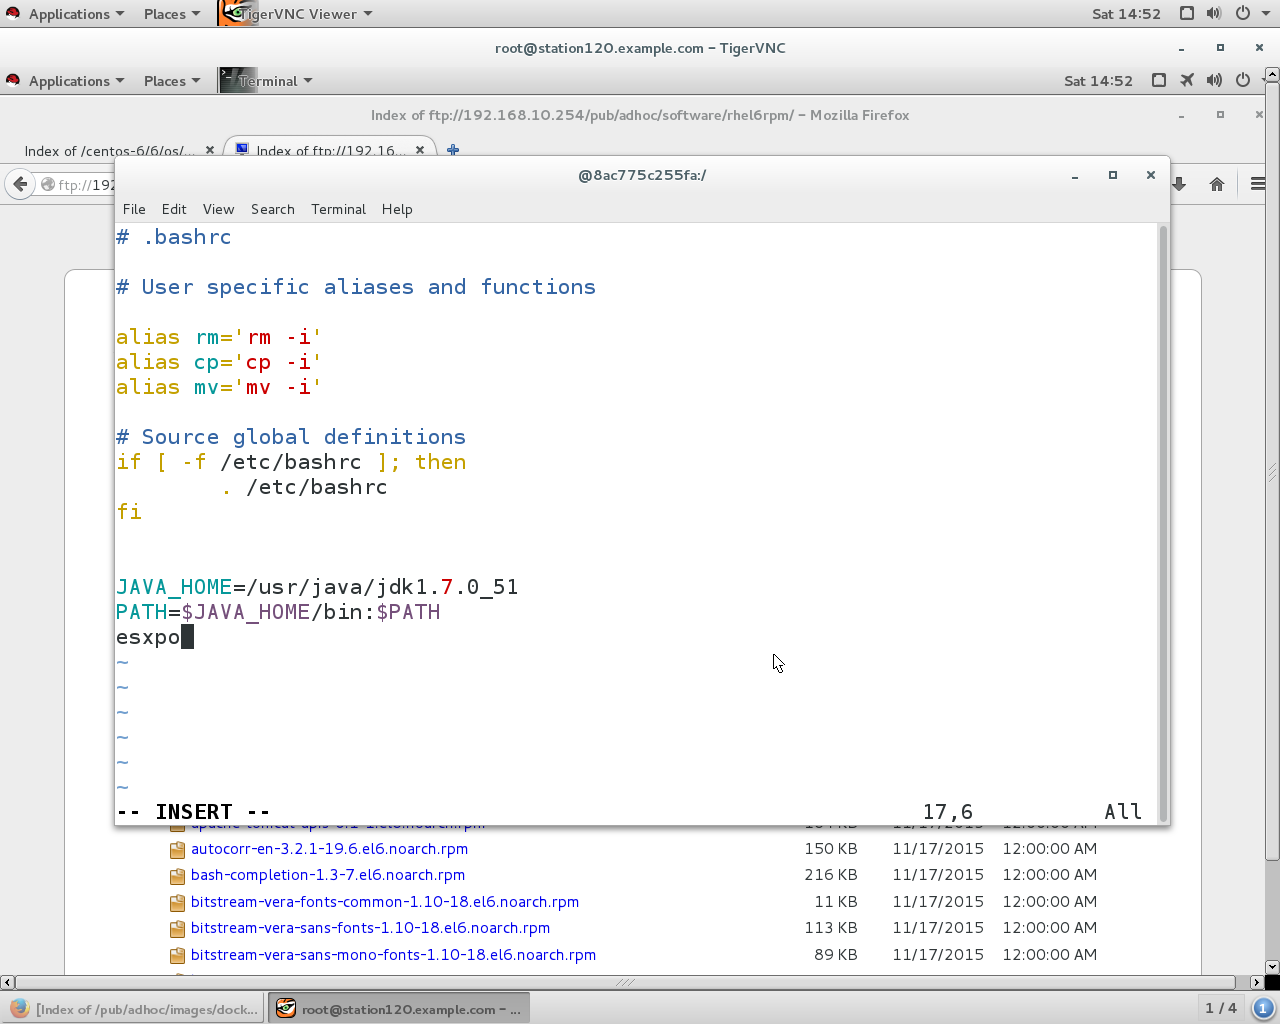 Applications Places TigerVNC Viewer Sat 14:52
root@station120.example.com - TigerVNC
Applications Places Terminal Sat 14:52
Index of ftp://192.168.10.254/pub/adhoc/software/rhel6rpm/ - Mozilla Firefox
Index of /centos-6/6/os/... Index of ftp://192.16...
ftp://192
@8ac775c255fa:/
File Edit View Search Terminal Help
# .bashrc
# User specific aliases and functions
alias rm='rm -i'
alias cp='cp -i'
alias mv='mv -i'
# Source global definitions
if [ -f /etc/bashrc ]; then
. /etc/bashrc
fi
JAVA_HOME=/usr/java/jdk1.7.0_51
PATH=$JAVA_HOME/bin:$PATH
esxpo
~
~
~
~
~
~
-- INSERT -- 17,6 All
autocorr-en-3.2.1-19.6.el6.noarch.rpm 150 KB 11/17/2015 12:00:00 AM
bash-completion-1.3-7.el6.noarch.rpm 216 KB 11/17/2015 12:00:00 AM
bitstream-vera-fonts-common-1.10-18.el6.noarch.rpm 11 KB 11/17/2015 12:00:00 AM
bitstream-vera-sans-fonts-1.10-18.el6.noarch.rpm 113 KB 11/17/2015 12:00:00 AM
bitstream-vera-sans-mono-fonts-1.10-18.el6.noarch.rpm 89 KB 11/17/2015 12:00:00 AM
[Index of /pub/adhoc/images/dock... root@station120.example.com - ... 1 / 4 1